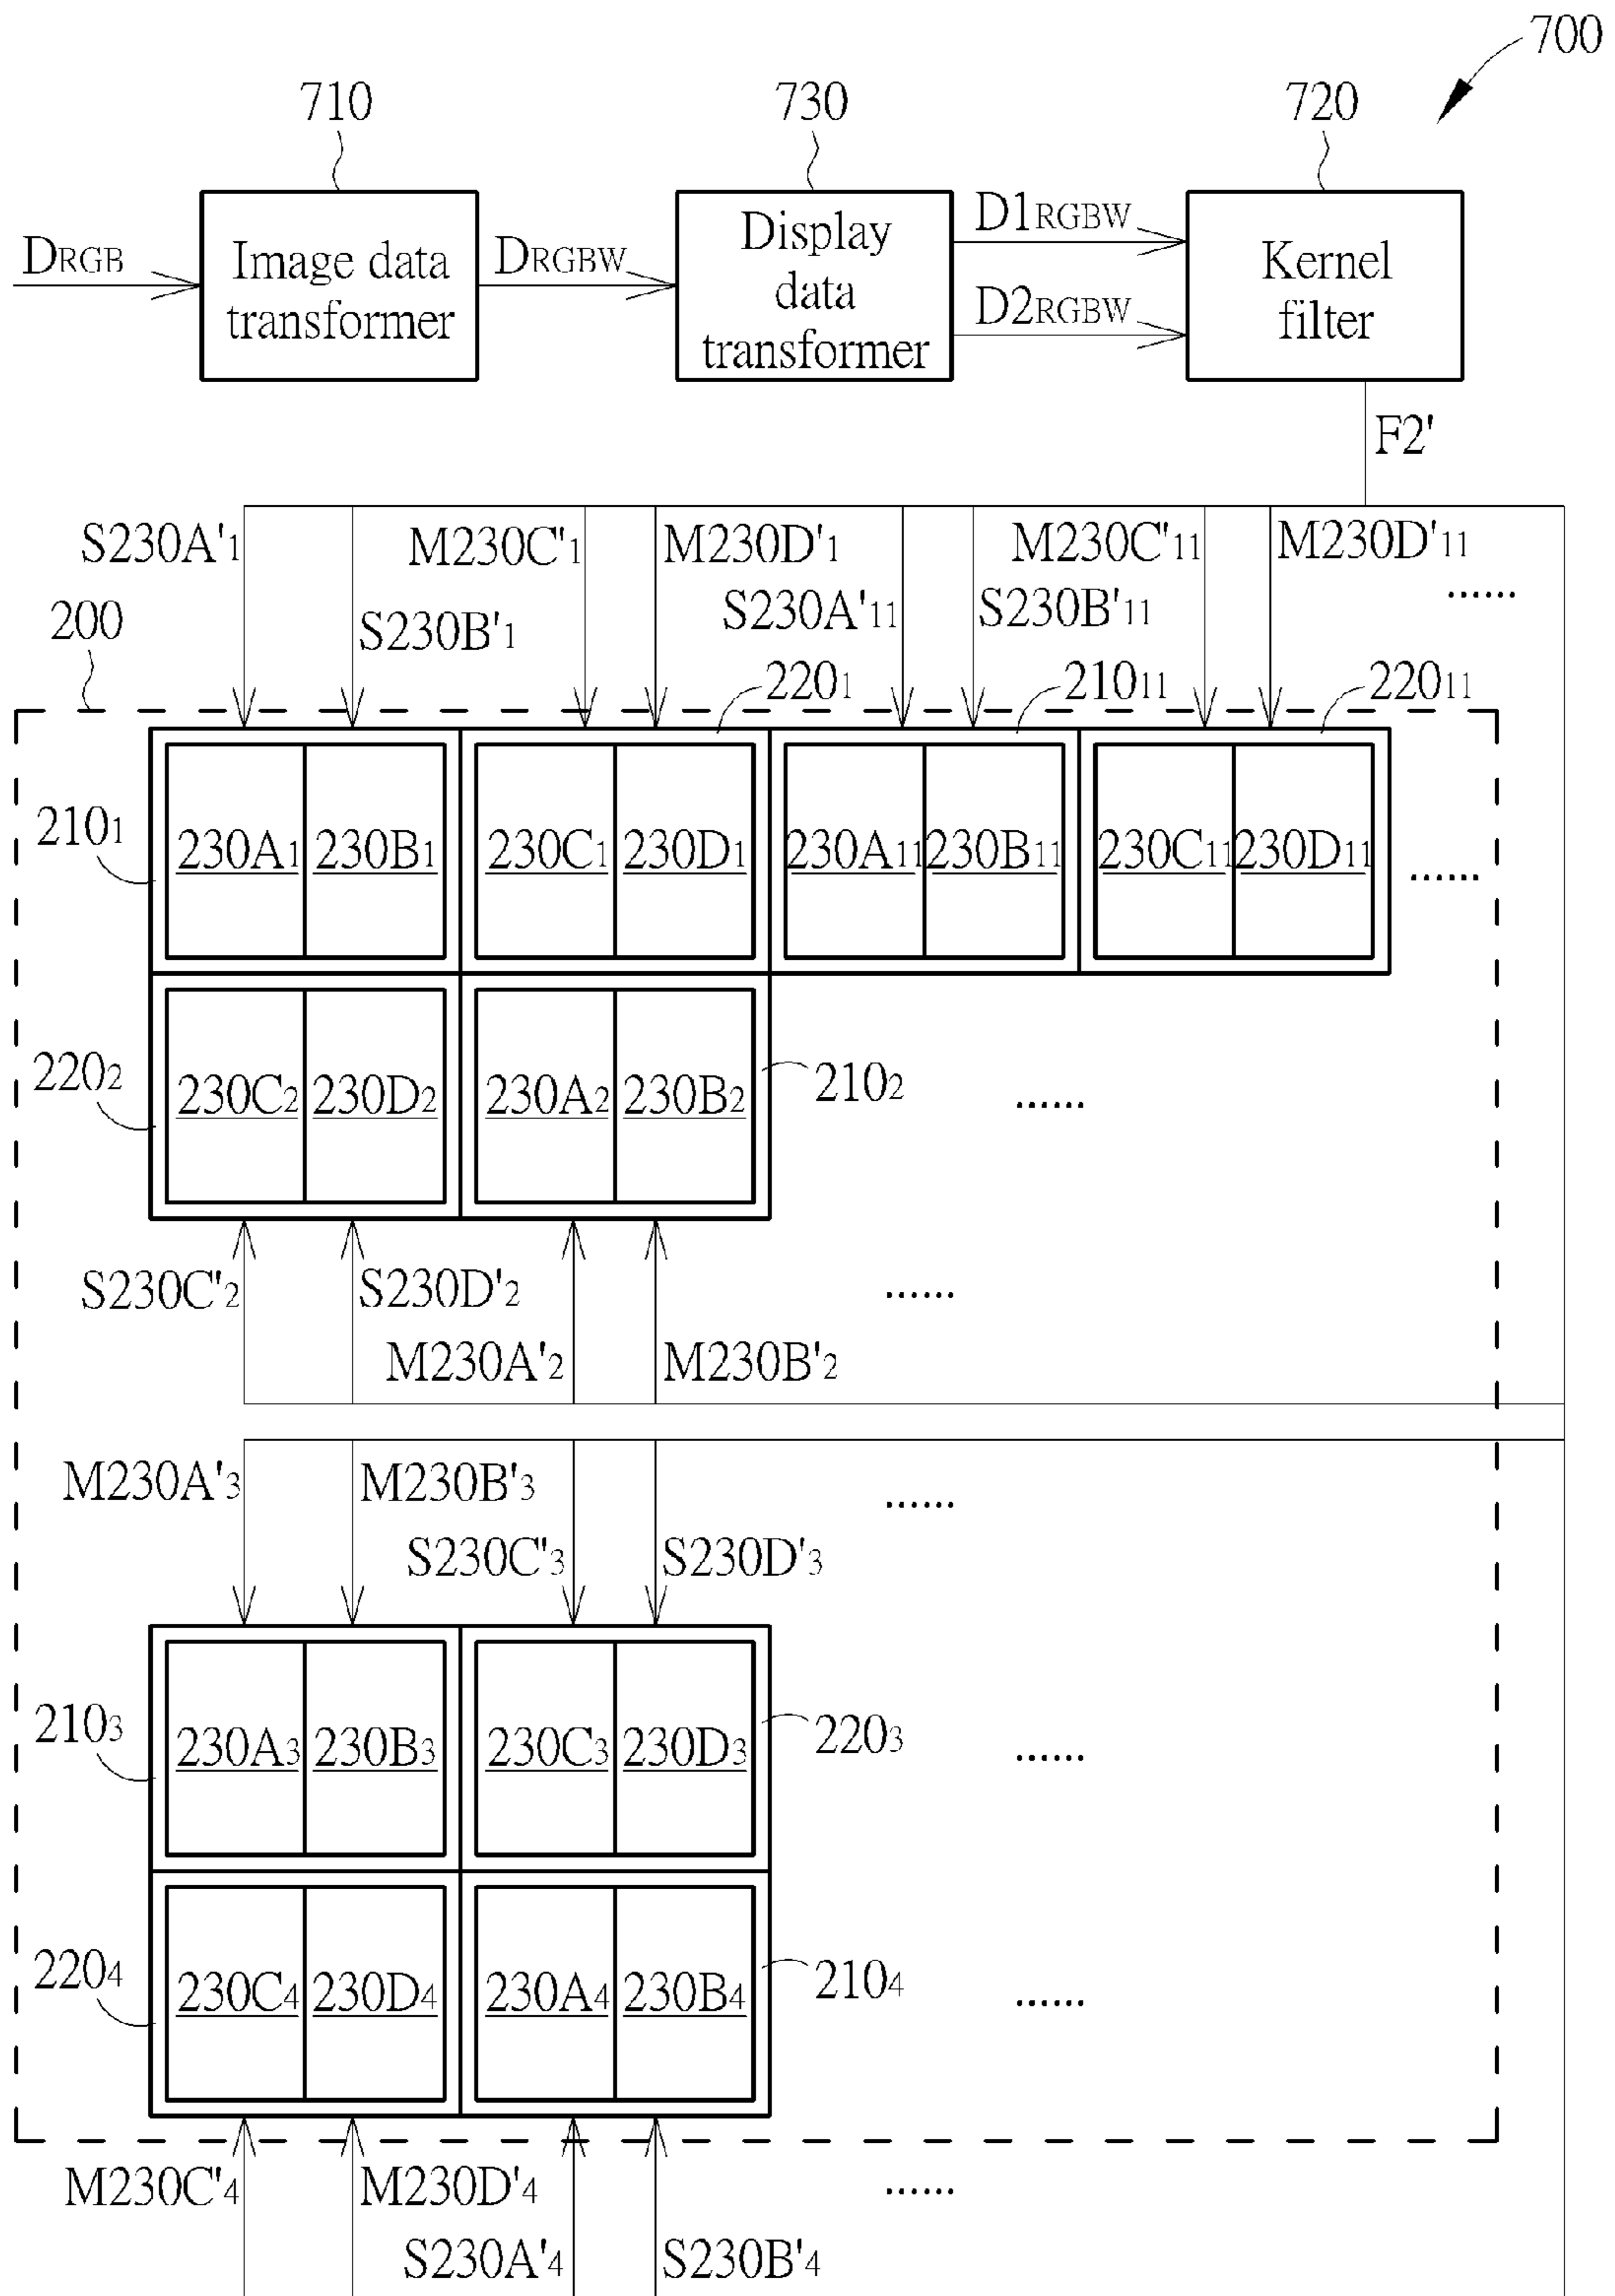 700
710
730
720
DRGB
Image data
transformer
DRGBW
Display
data
transformer
D1RGBW
D2RGBW
Kernel
filter
F2'
S230A'1
S230B'1
M230C'1
M230D'1
S230A'11
S230B'11
M230C'11
M230D'11
......
200
2201
21011
22011
2101
230A1
230B1
230C1
230D1
230A11
230B11
230C11
230D11
......
2202
230C2
230D2
230A2
230B2
2102
......
S230C'2
S230D'2
......
M230A'2
M230B'2
M230A'3
M230B'3
......
S230C'3
S230D'3
2103
230A3
230B3
230C3
230D3
2203
......
2204
230C4
230D4
230A4
230B4
2104
......
M230C'4
M230D'4
......
S230A'4
S230B'4